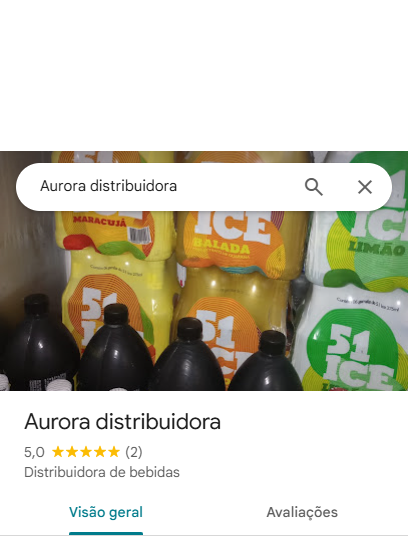 Aurora distribuidora
MARACUJÁ
ICE
BALADA
LIMÃO
51
ICE
51
ICE
51
ICE
Aurora distribuidora
5,0 ★★★★★ (2)
Distribuidora de bebidas
Visão geral
Avaliações